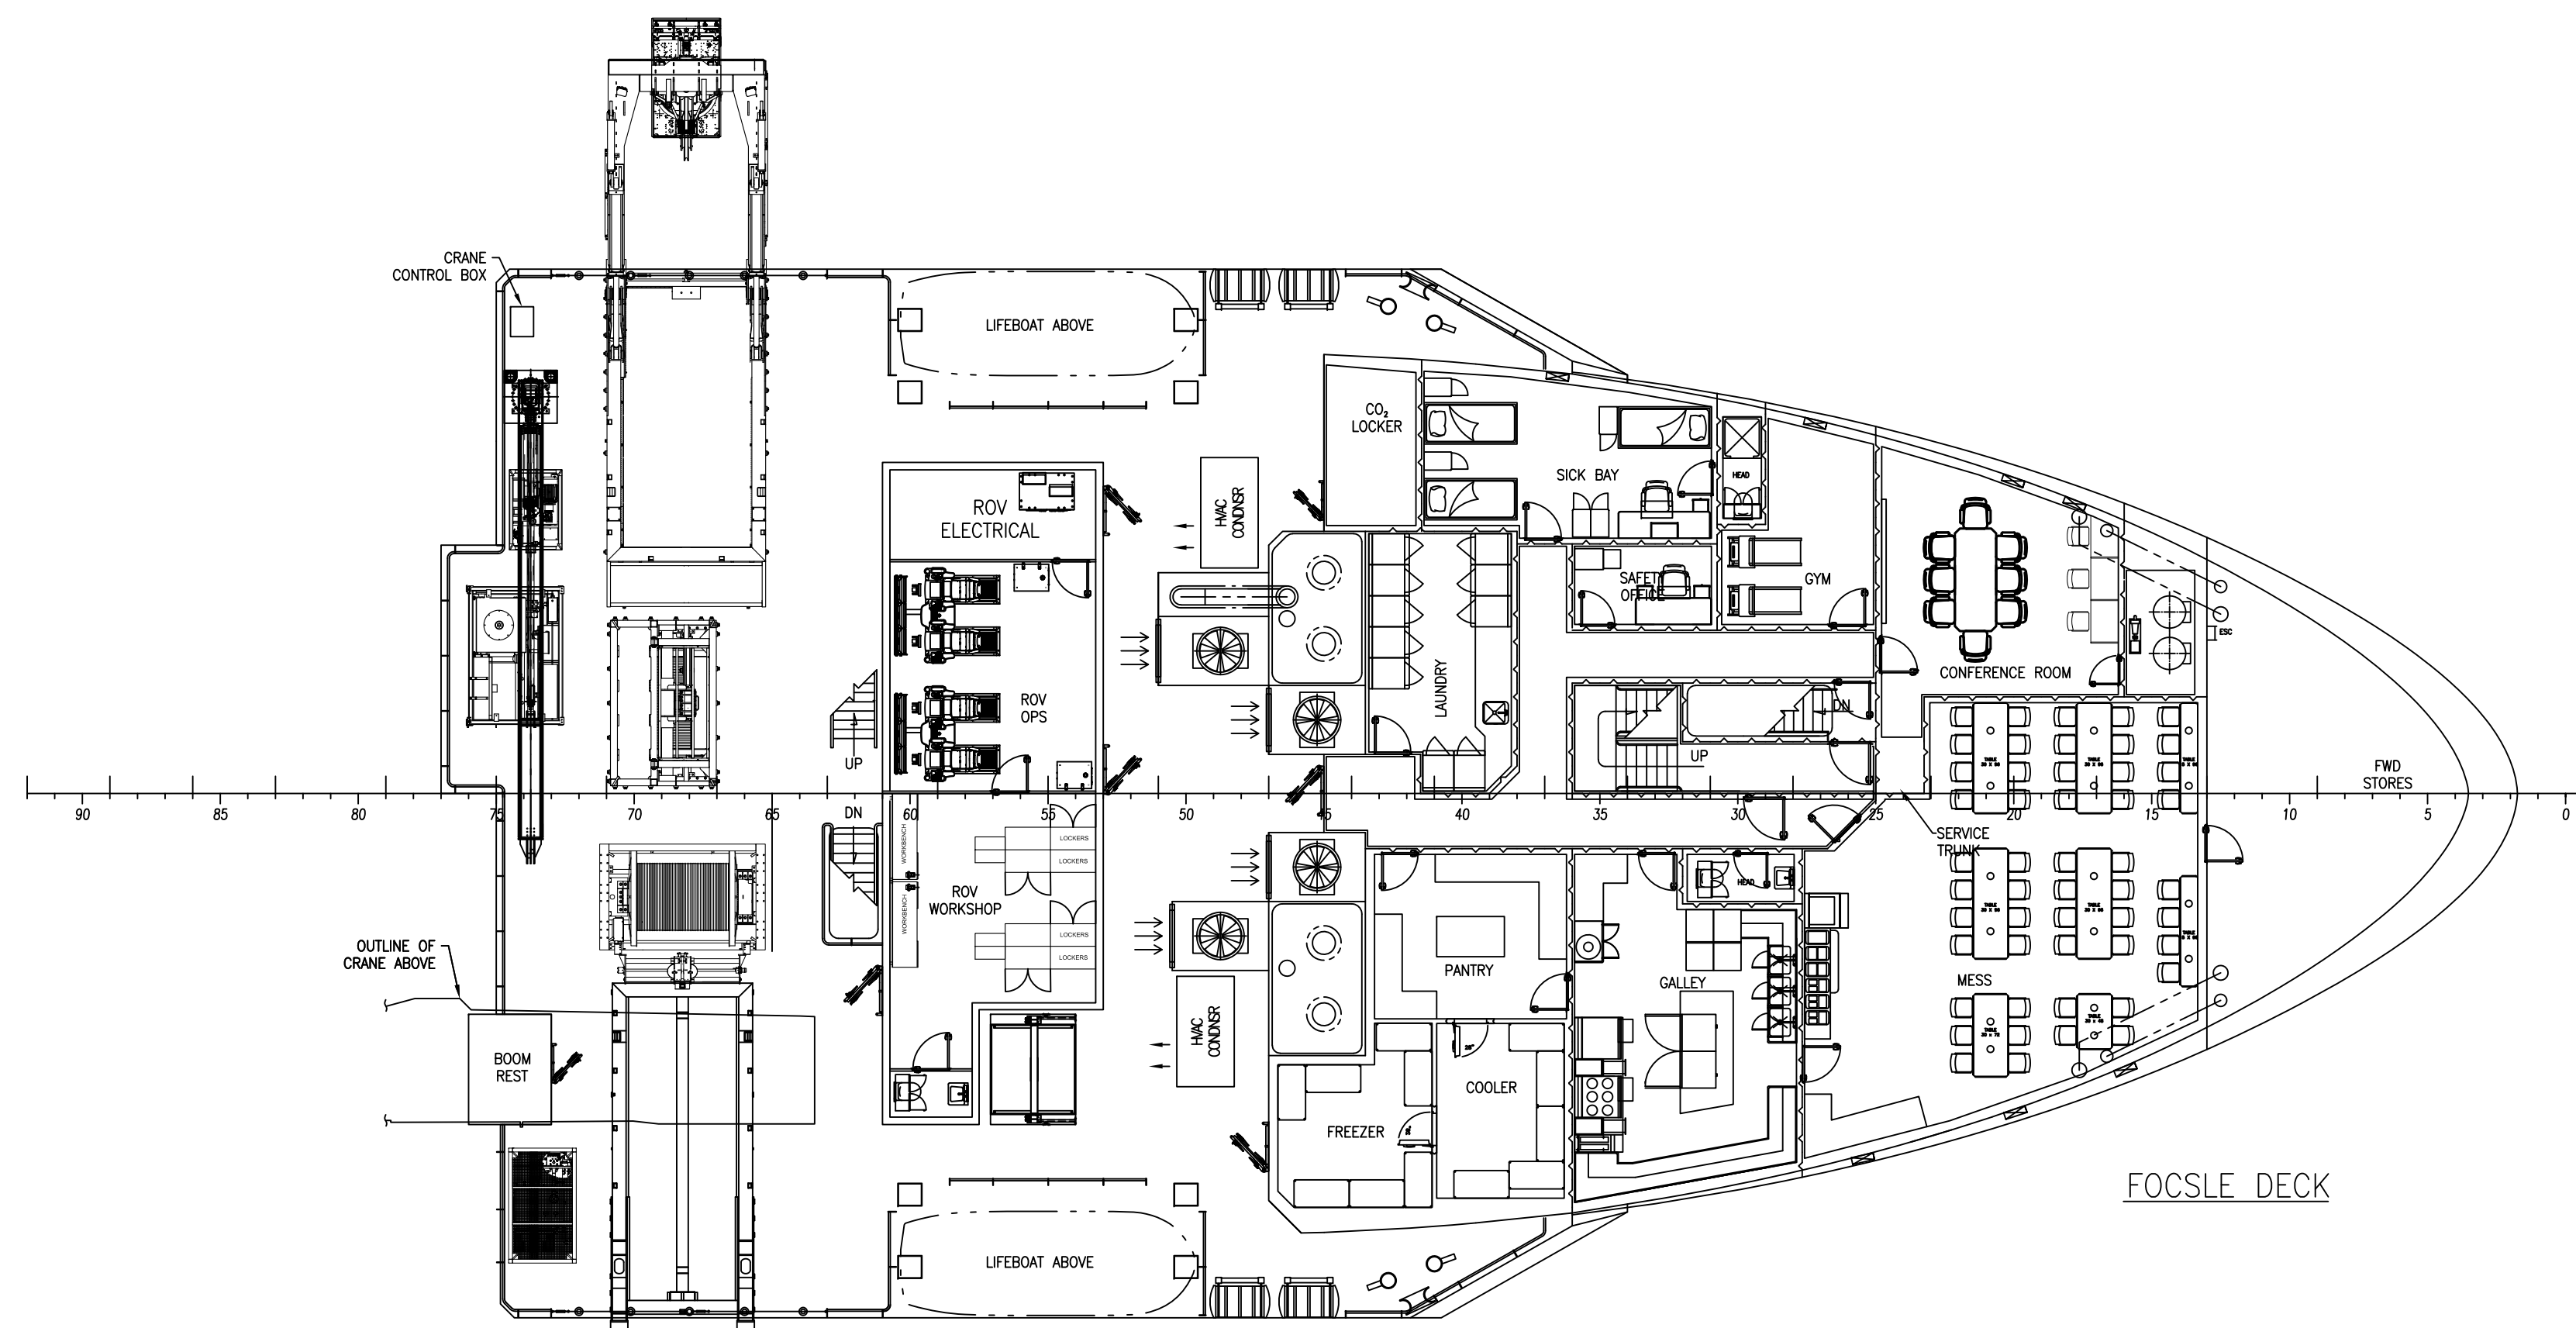 CRANE
CONTROL BOX
LIFEBOAT ABOVE
CO₂
LOCKER
SICK BAY
HEAD
HVAC
CONDNSR
ROV
ELECTRICAL
SAFETY
OFFICE
GYM
ESC
CONFERENCE ROOM
LAUNDRY
ROV
OPS
DN
UP
UP
FWD
STORES
90
80
75
70
65
60
55
50
45
40
35
30
25
20
15
10
5
0
DN
SERVICE
TRUNK
WORKBENCH
WORKBENCH
LOCKERS
LOCKERS
LOCKERS
LOCKERS
ROV
WORKSHOP
HEAD
OUTLINE OF
CRANE ABOVE
PANTRY
GALLEY
MESS
HVAC
CONDNSR
BOOM
REST
COOLER
FREEZER
FOCSLE DECK
LIFEBOAT ABOVE